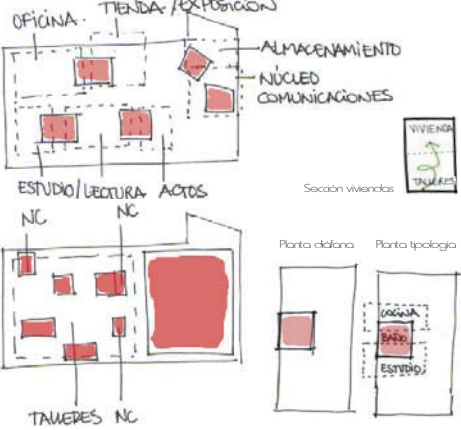 OFICINA.
TIENDA /EXPOSICIÓN
ALMACENAMIENTO
NÚCLEO
COMUNICACIONES
ESTUDIO/LECTURA ACTOS
Sección viviendas
VIVIENDA
TALLERES
NC
NC
TALLERES NC
Planta diáfana
Planta tipología
COCINA
BAÑO
ESTUDIO